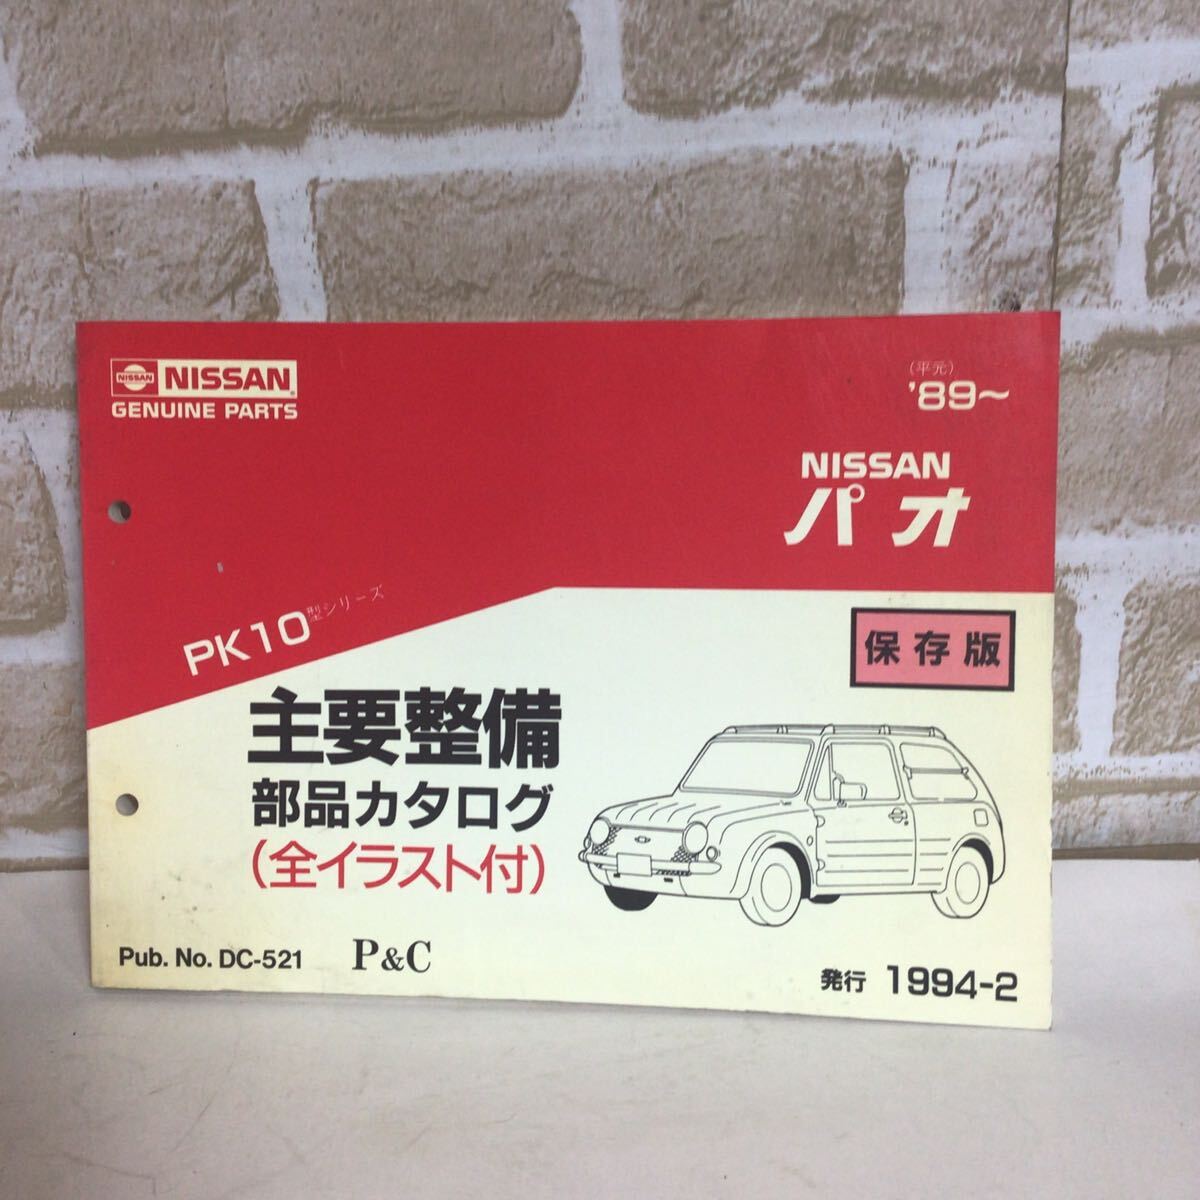 NISSAN NISSAN
GENUINE PARTS
(平元)
'89〜
NISSAN
パオ
PK10型シリーズ
保存版
主要整備
部品カタログ
(全イラスト付)
Pub. No. DC-521 P&C
発行 1994-2